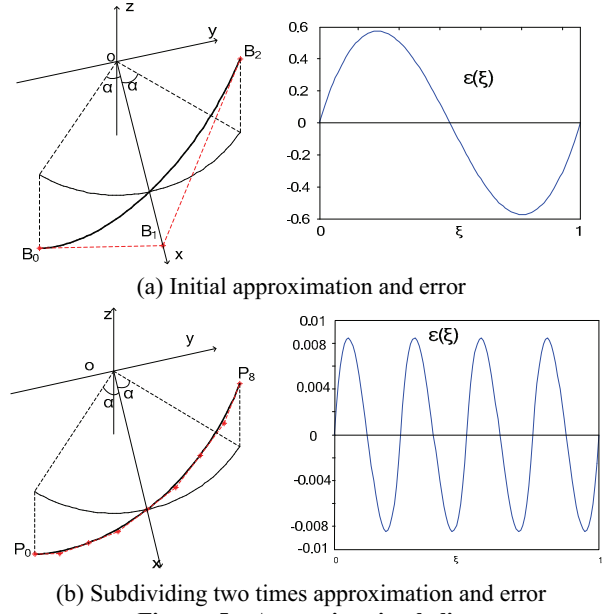 z
y
o
α α
B₂
B₀
B₁
x
0.6
0.4
0.2
0
-0.2
-0.4
-0.6
ε(ξ)
0 ξ 1
(a) Initial approximation and error
z
y
o
α α
P₈
P₀
x
0.01
0.008
0.004
0
-0.004
-0.008
-0.01
ε(ξ)
0 ξ 1
(b) Subdividing two times approximation and error